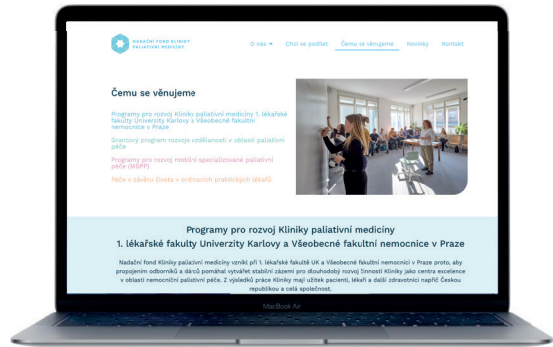 NADAČNÍ FOND KLINIKY
PALIATIVNÍ MEDICÍNY
O nás
Chci se podílet
Čemu se věnujeme
Novinky
Kontakt
Čemu se věnujeme
Programy pro rozvoj Kliniky paliativní medicíny 1. lékařské
fakulty Univerzity Karlovy a Všeobecné fakultní
nemocnice v Praze
Grantový program rozvoje vzdělanosti v oblasti paliativní
péče
Programy pro rozvoj mobilní specializované paliativní
péče (MSPP)
Péče v závěru života v ordinacích praktických lékařů
Programy pro rozvoj Kliniky paliativní medicíny
1. lékařské fakulty Univerzity Karlovy a Všeobecné fakultní nemocnice v Praze
Nadační fond Kliniky paliativní medicíny vznikl při 1. lékařské fakultě UK a Všeobecné fakultní nemocnici v Praze proto, aby
propojením odborníků a dárců pomáhal vytvářet stabilní zázemí pro dlouhodobý rozvoj činnosti Kliniky jako centra excelence
v oblasti nemocniční paliativní péče. Z výsledků práce Kliniky mají užitek pacienti, lékaři a další zdravotníci napříč Českou
republikou a celá společnost.
MacBook Air